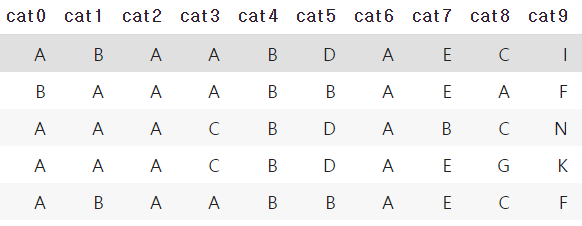 cat0 cat1 cat2 cat3 cat4 cat5 cat6 cat7 cat8 cat9
A B A A B D A E C I
B A A A B B A E A F
A A A C B D A B C N
A A A C B D A E G K
A B A A B B A E C F